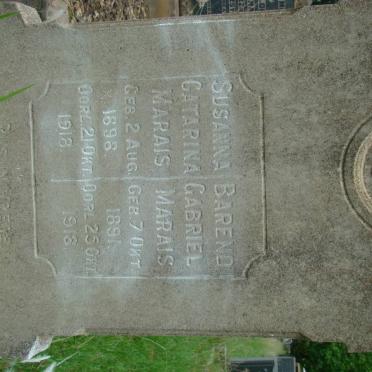 SUSANNA BAREND
CATARINA GABRIEL
MARAIS MARAIS
GEB 2 AUG. GEB. 7 OKT
1898 1891.
OORL. 21 OKT. OORL. 25 OKT.
1918 1918